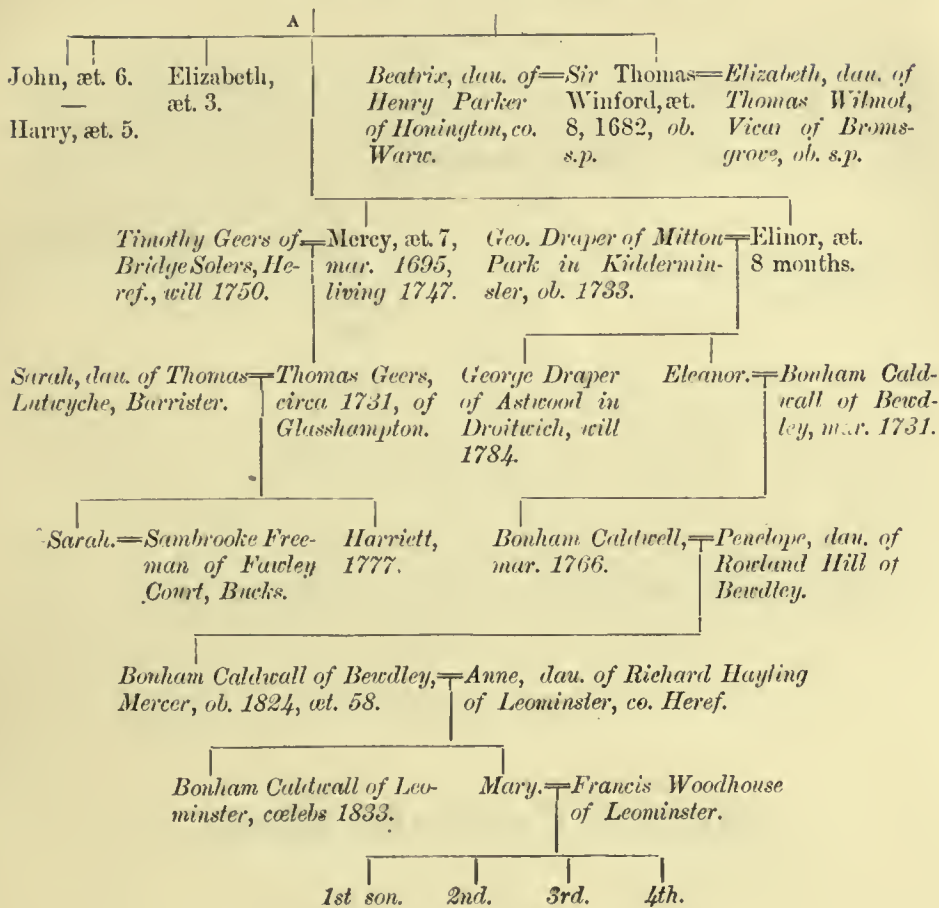 A
John, æt. 6.
—
Harry, æt. 5.
Elizabeth,
æt. 3.
Beatrix, dau. of=Sir Thomas=Elizabeth, dau. of
Henry Parker Winford, æt. Thomas Wilmot,
of Honington, co. 8, 1682, ob. Vicar of Broms-
Warw. s.p. grove, ob. s.p.
Timothy Geers of=Mercy, æt. 7,
Bridge Solers, He- mar. 1695,
ref., will 1750. living 1747.
Geo. Draper of Mitton=Elinor, æt.
Park in Kiddermin- 8 months.
sler, ob. 1733.
Sarah, dau. of Thomas=Thomas Geers,
Lutwyche, Barrister. circa 1731, of
Glasshampton.
George Draper
of Astwood in
Droitwich, will
1784.
Eleanor.=Bonham Cald-
wall of Bewd-
ley, mar. 1731.
Sarah.=Sambrooke Free-
man of Fawley
Court, Bucks.
Harriett,
1777.
Bonham Caldwell,=Penelope, dau. of
mar. 1766. Rowland Hill of
Bewdley.
Bonham Caldwall of Bewdley,=Anne, dau. of Richard Hayling
Mercer, ob. 1824, æt. 58. of Leominster, co. Heref.
Bonham Caldwall of Leo-
minster, cœlebs 1833.
Mary.=Francis Woodhouse
of Leominster.
1st son. 2nd. 3rd. 4th.